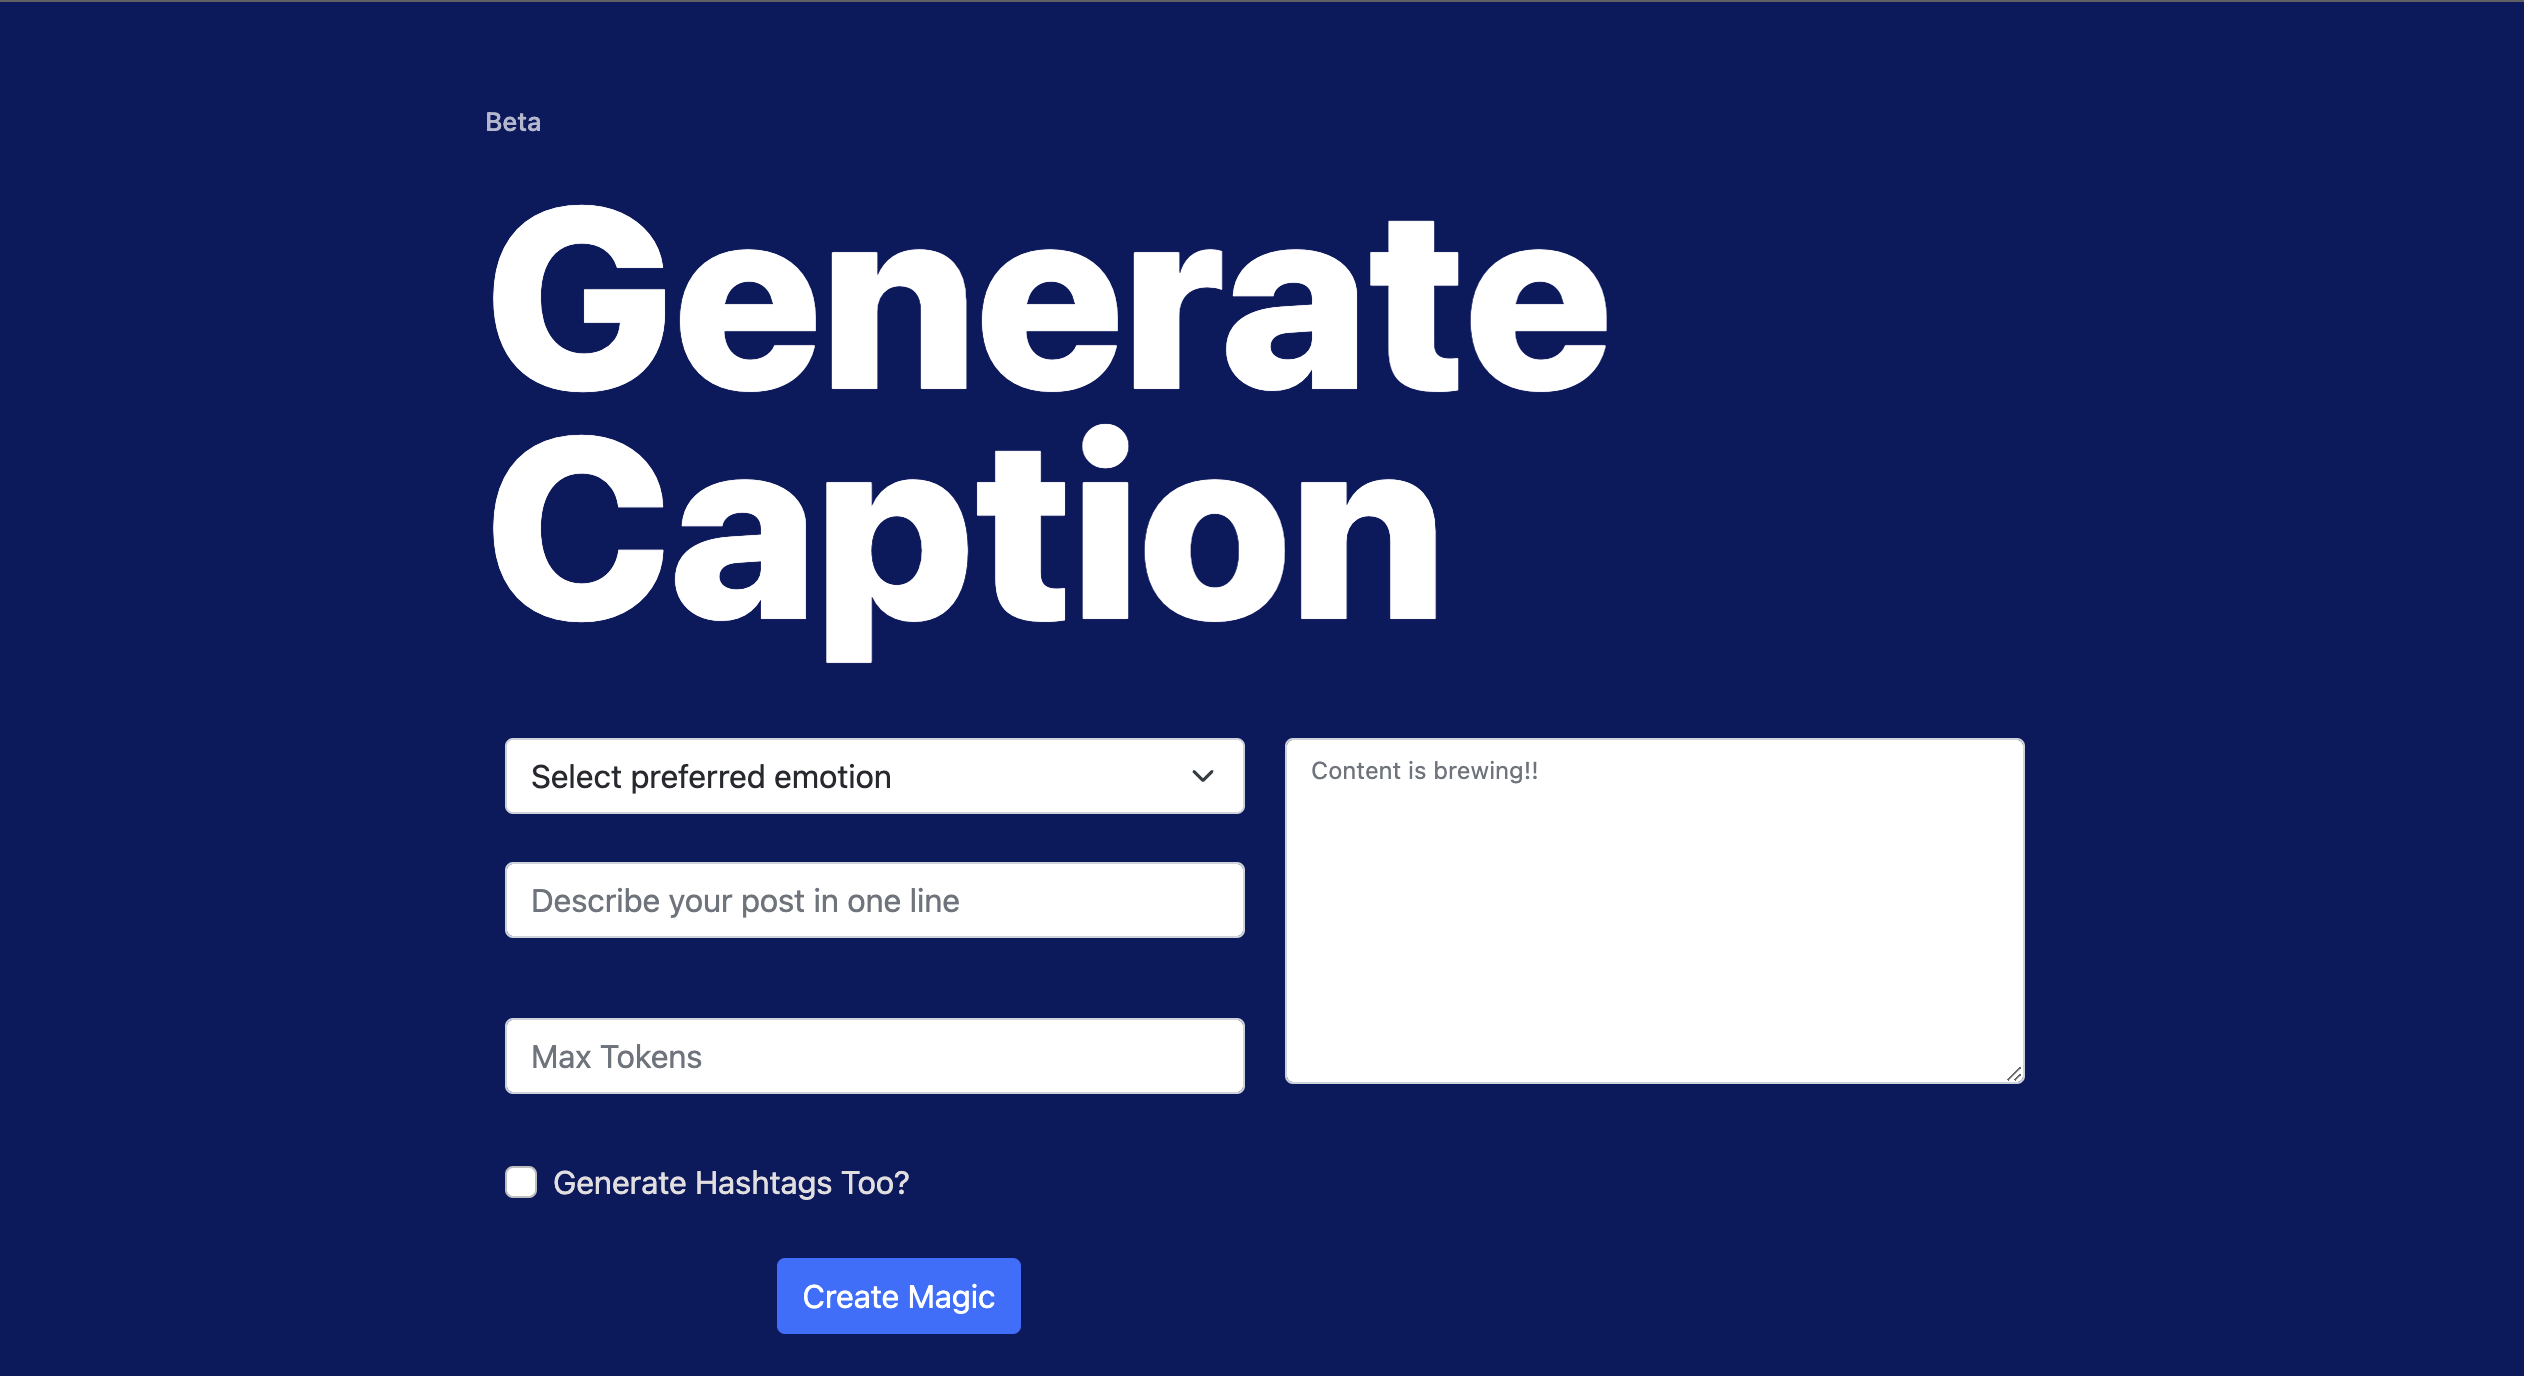 Beta
Generate
Caption
Select preferred emotion
Describe your post in one line
Max Tokens
Generate Hashtags Too?
Create Magic
Content is brewing!!